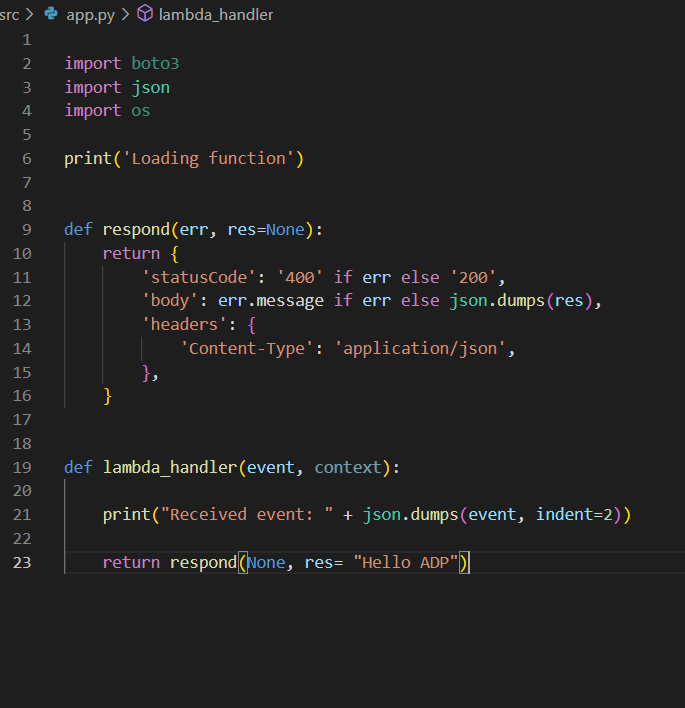 src > app.py > lambda_handler
1
2 import boto3
3 import json
4 import os
5
6 print('Loading function')
7
8
9 def respond(err, res=None):
10     return {
11         'statusCode': '400' if err else '200',
12         'body': err.message if err else json.dumps(res),
13         'headers': {
14             'Content-Type': 'application/json',
15         },
16     }
17
18
19 def lambda_handler(event, context):
20
21     print("Received event: " + json.dumps(event, indent=2))
22
23     return respond(None, res= "Hello ADP")